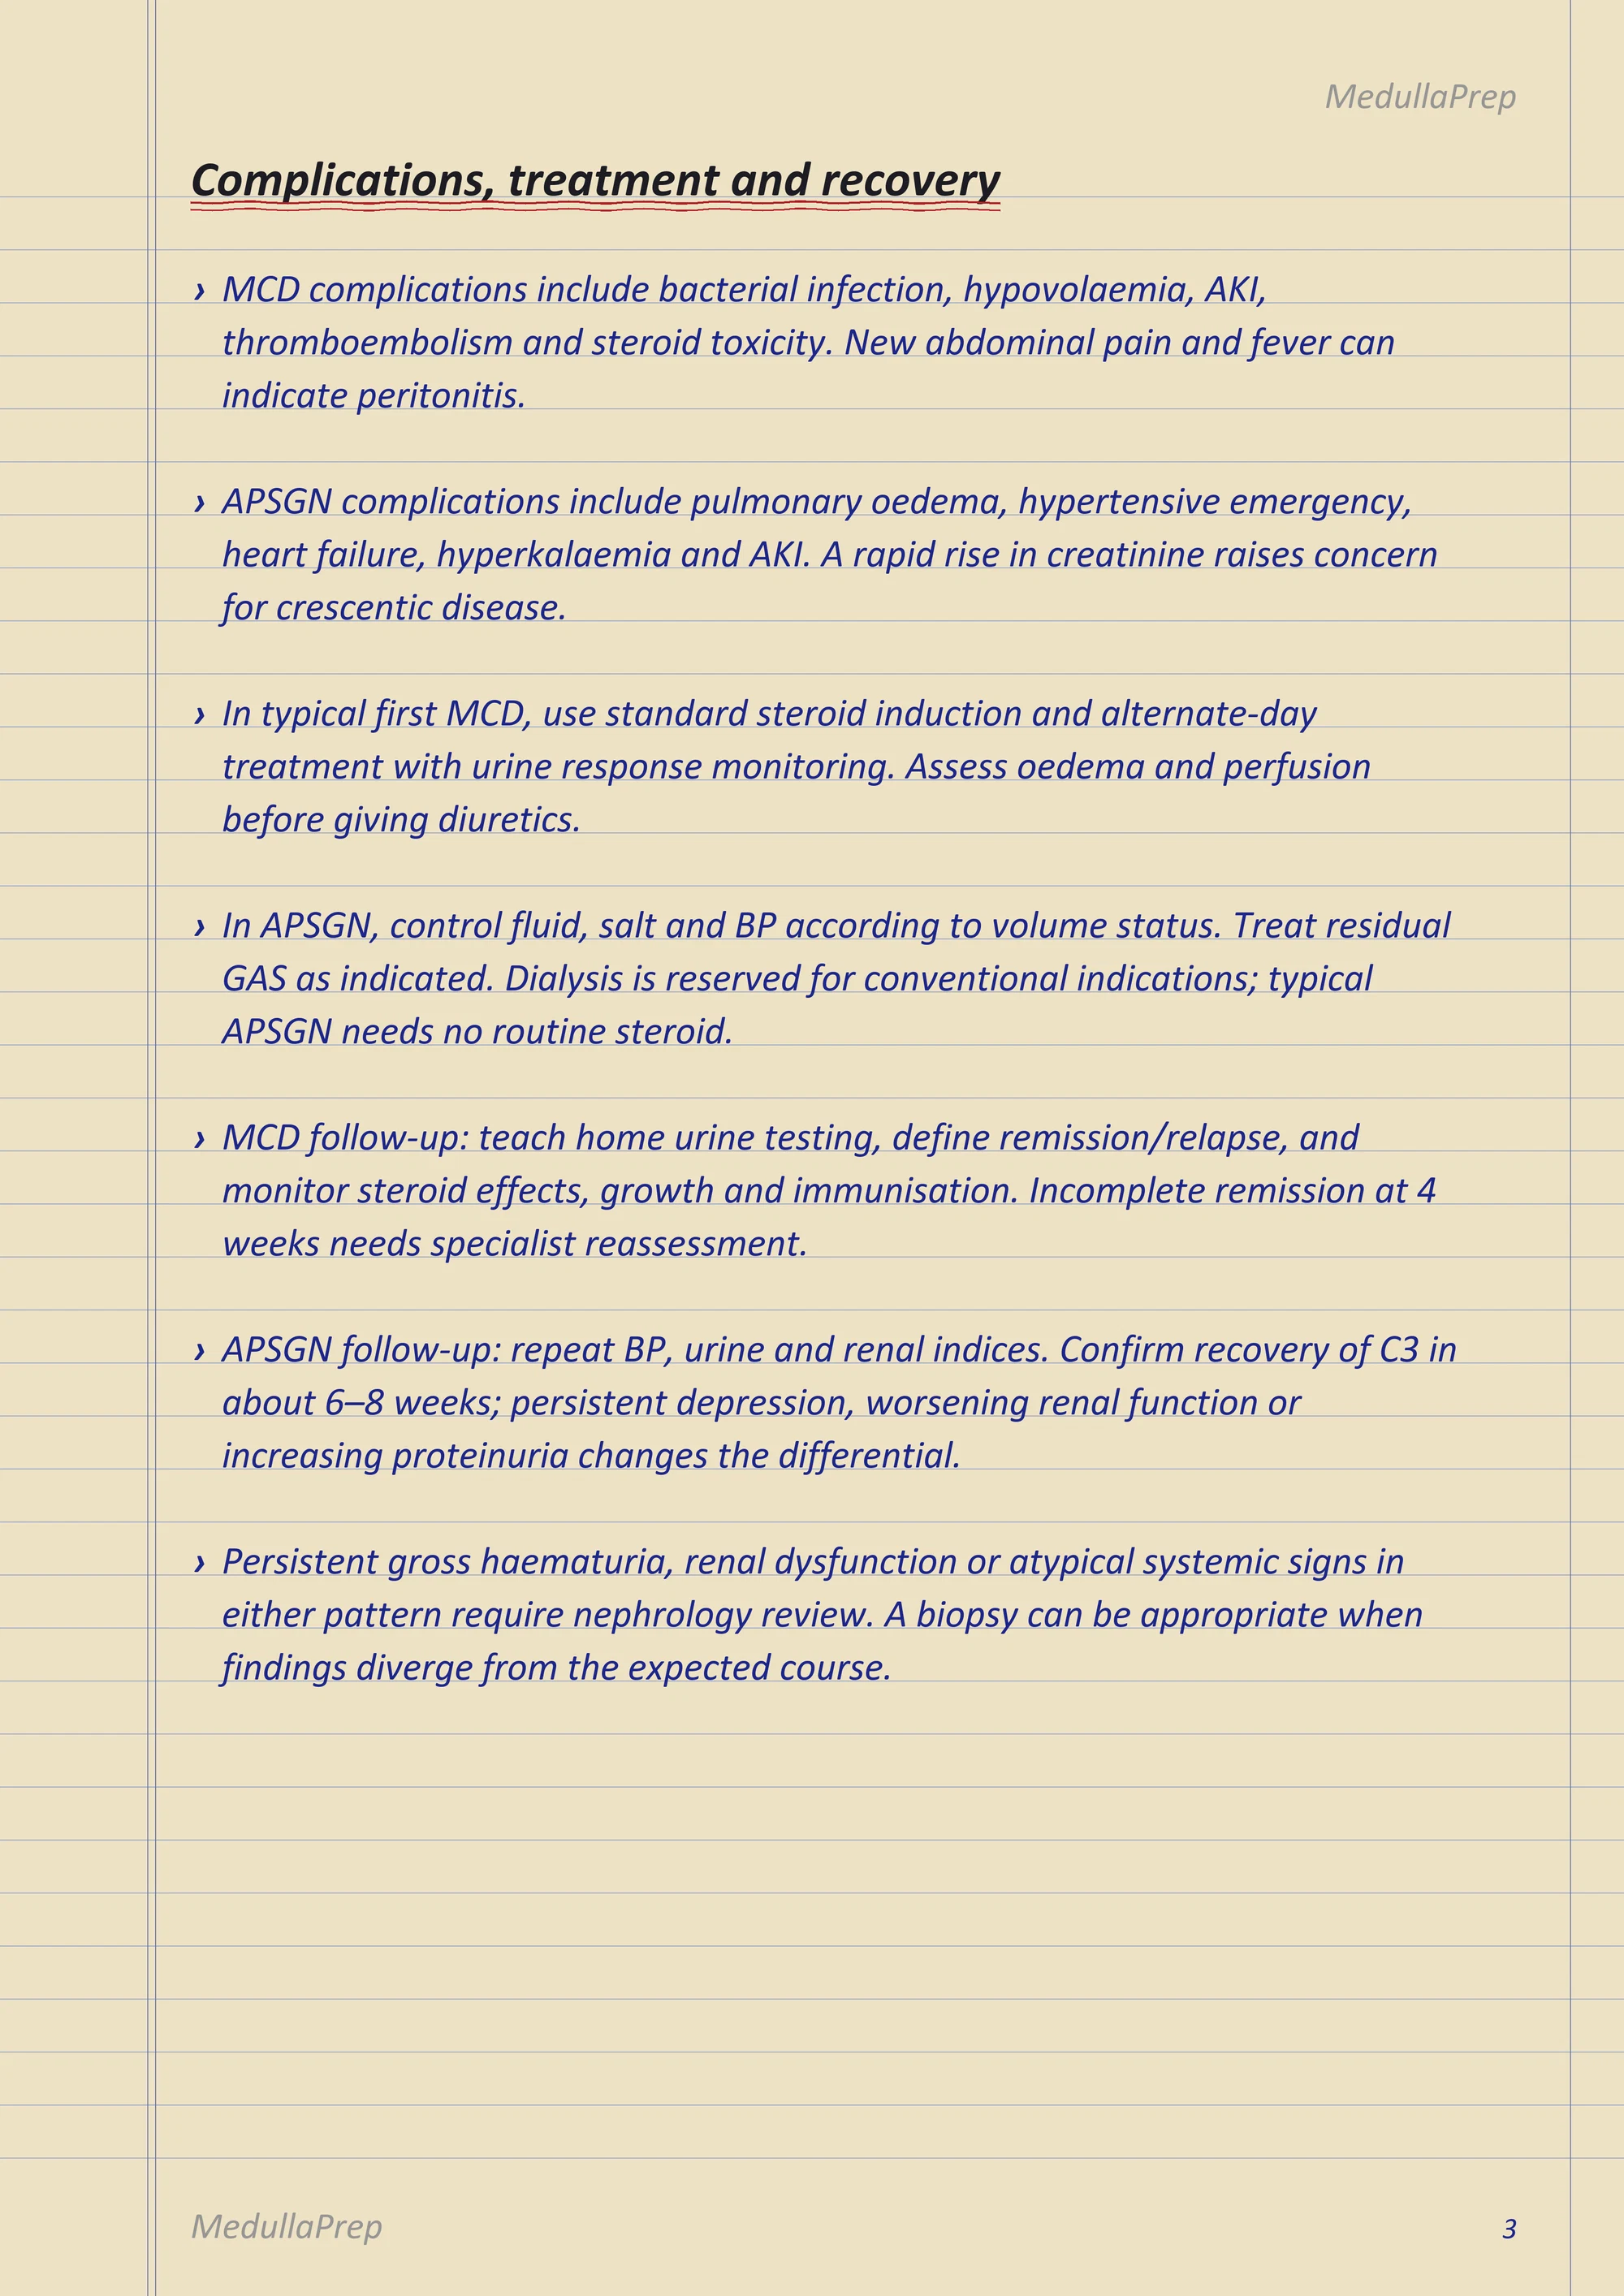 MedullaPrep
Complications, treatment and recovery
› MCD complications include bacterial infection, hypovolaemia, AKI,
thromboembolism and steroid toxicity. New abdominal pain and fever can
indicate peritonitis.
› APSGN complications include pulmonary oedema, hypertensive emergency,
heart failure, hyperkalaemia and AKI. A rapid rise in creatinine raises concern
for crescentic disease.
› In typical first MCD, use standard steroid induction and alternate-day
treatment with urine response monitoring. Assess oedema and perfusion
before giving diuretics.
› In APSGN, control fluid, salt and BP according to volume status. Treat residual
GAS as indicated. Dialysis is reserved for conventional indications; typical
APSGN needs no routine steroid.
› MCD follow-up: teach home urine testing, define remission/relapse, and
monitor steroid effects, growth and immunisation. Incomplete remission at 4
weeks needs specialist reassessment.
› APSGN follow-up: repeat BP, urine and renal indices. Confirm recovery of C3 in
about 6–8 weeks; persistent depression, worsening renal function or
increasing proteinuria changes the differential.
› Persistent gross haematuria, renal dysfunction or atypical systemic signs in
either pattern require nephrology review. A biopsy can be appropriate when
findings diverge from the expected course.
MedullaPrep
3